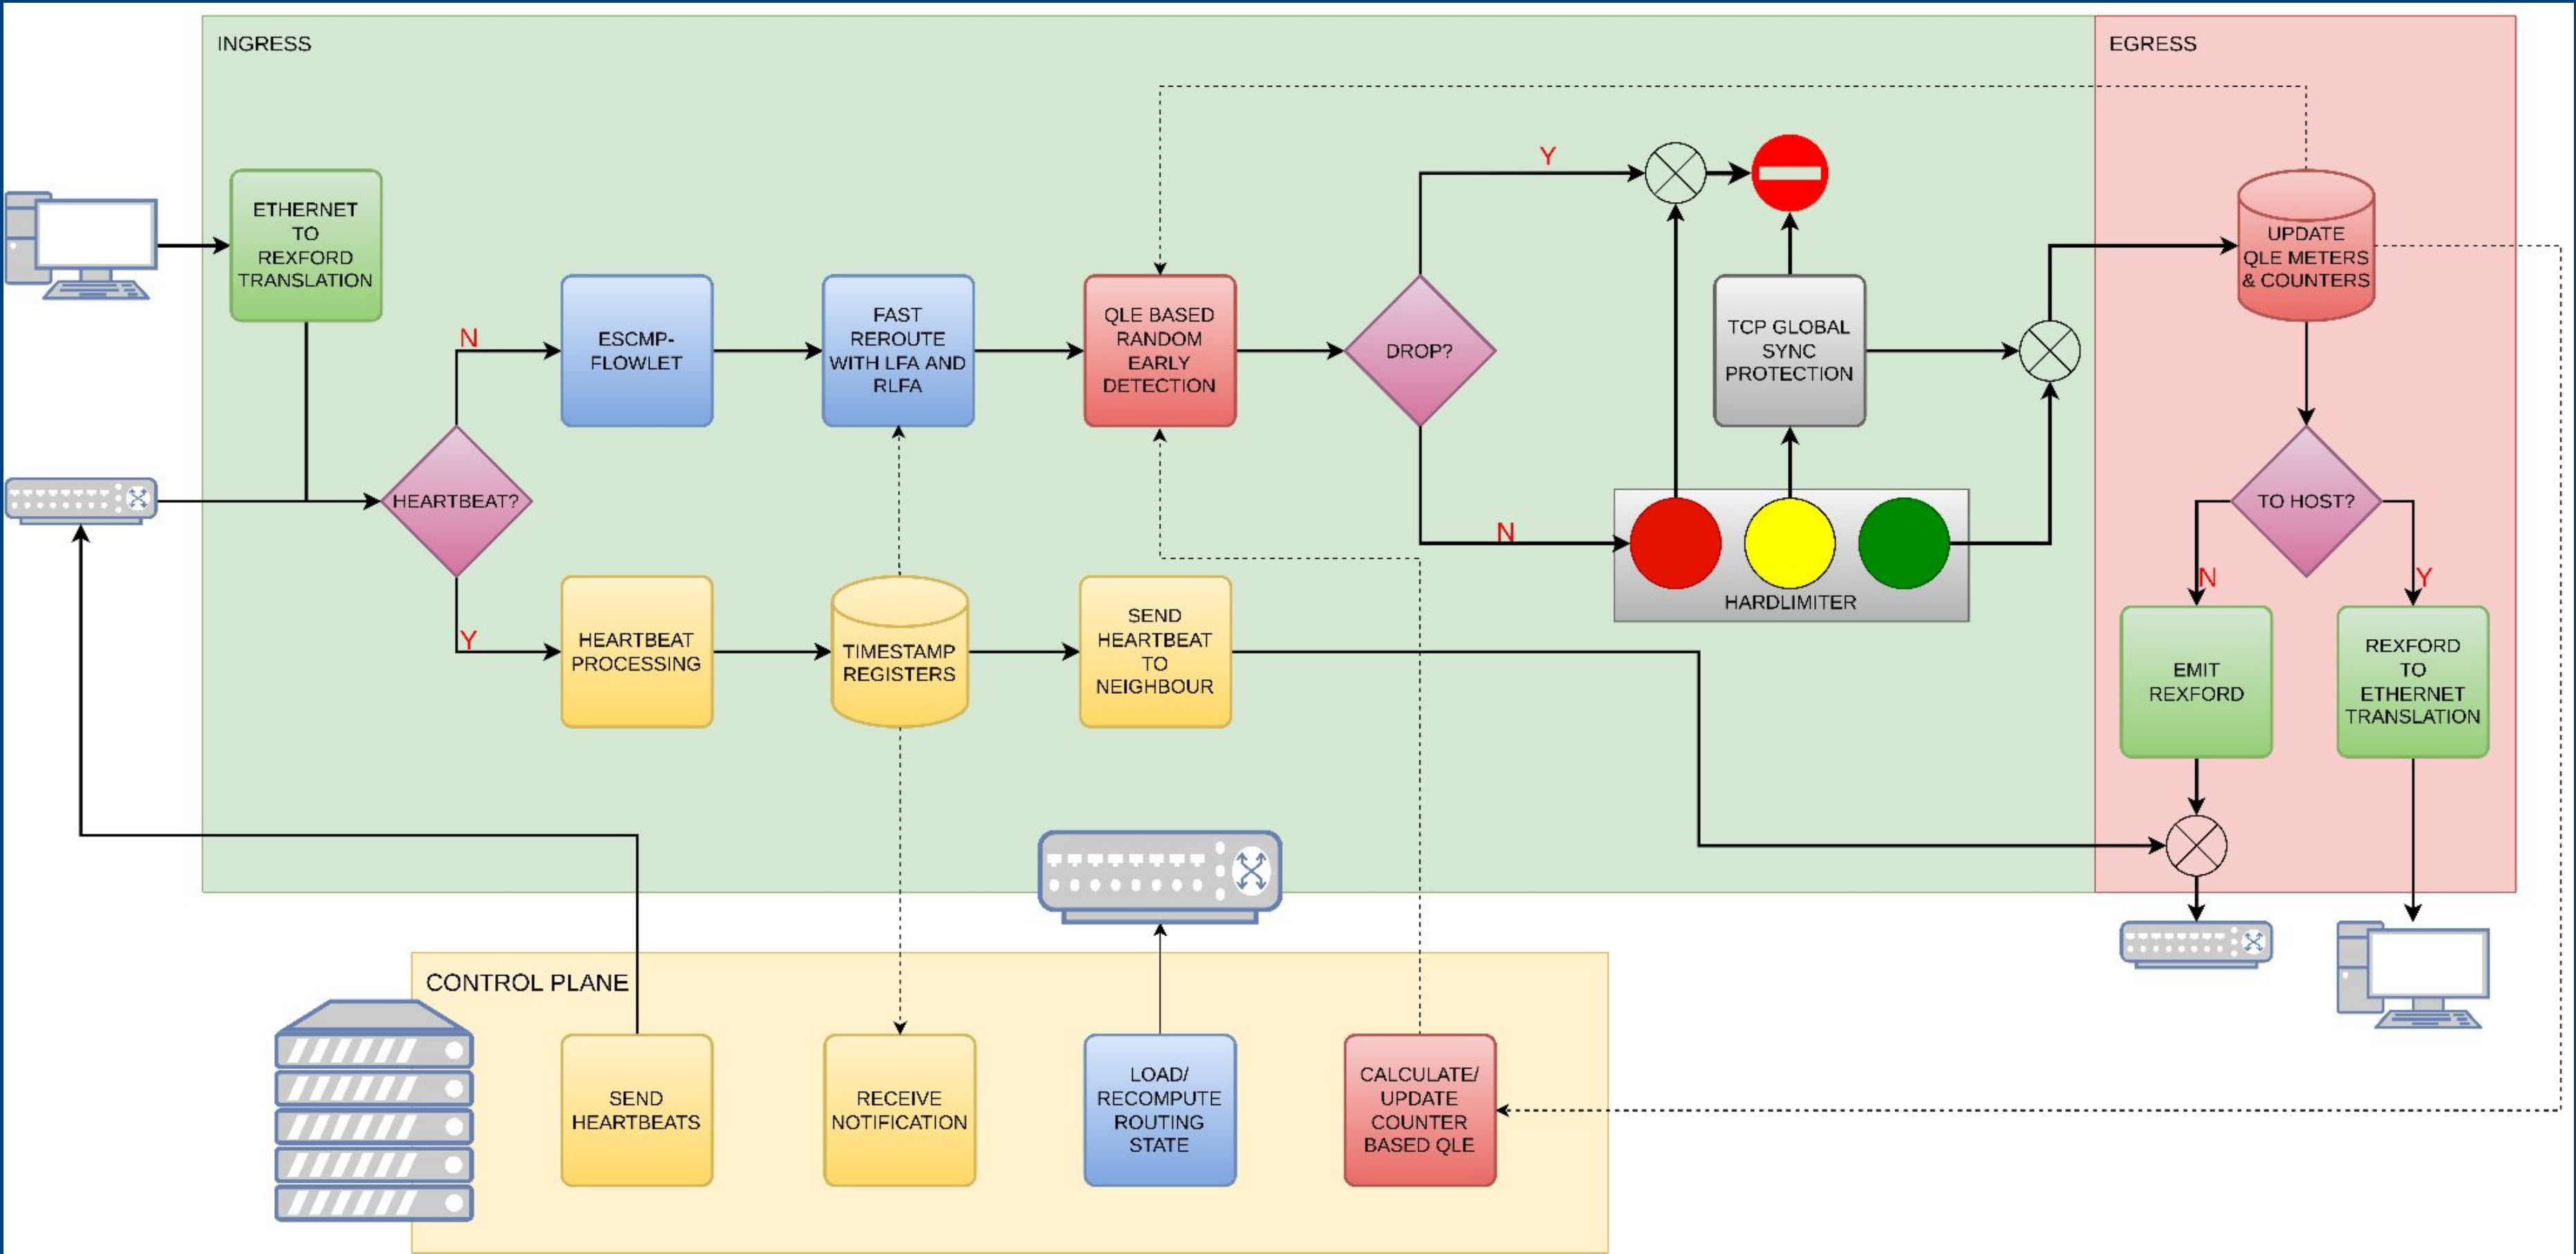 INGRESS
EGRESS
ETHERNET
TO
REXFORD
TRANSLATION
HEARTBEAT?
N
Y
ESCMP-
FLOWLET
FAST
REROUTE
WITH LFA AND
RLFA
QLE BASED
RANDOM
EARLY
DETECTION
DROP?
Y
N
TCP GLOBAL
SYNC
PROTECTION
HARDLIMITER
HEARTBEAT
PROCESSING
TIMESTAMP
REGISTERS
SEND
HEARTBEAT
TO
NEIGHBOUR
UPDATE
QLE METERS
& COUNTERS
TO HOST?
N
Y
EMIT
REXFORD
REXFORD
TO
ETHERNET
TRANSLATION
CONTROL PLANE
SEND
HEARTBEATS
RECEIVE
NOTIFICATION
LOAD/
RECOMPUTE
ROUTING
STATE
CALCULATE/
UPDATE
COUNTER
BASED QLE